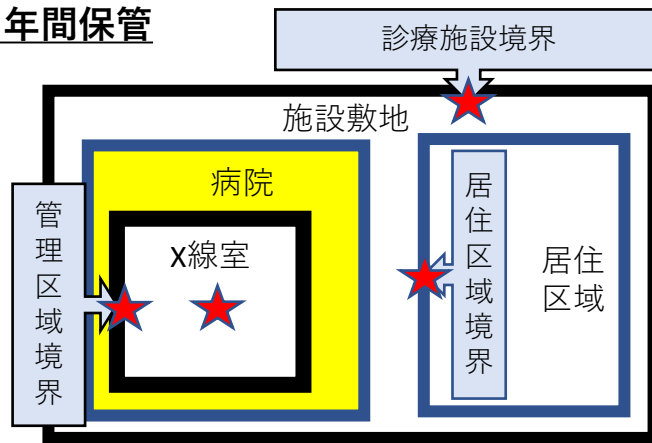 年間保管
診療施設境界
施設敷地
病院
X線室
管理区域境界
居住区域境界
居住
区域